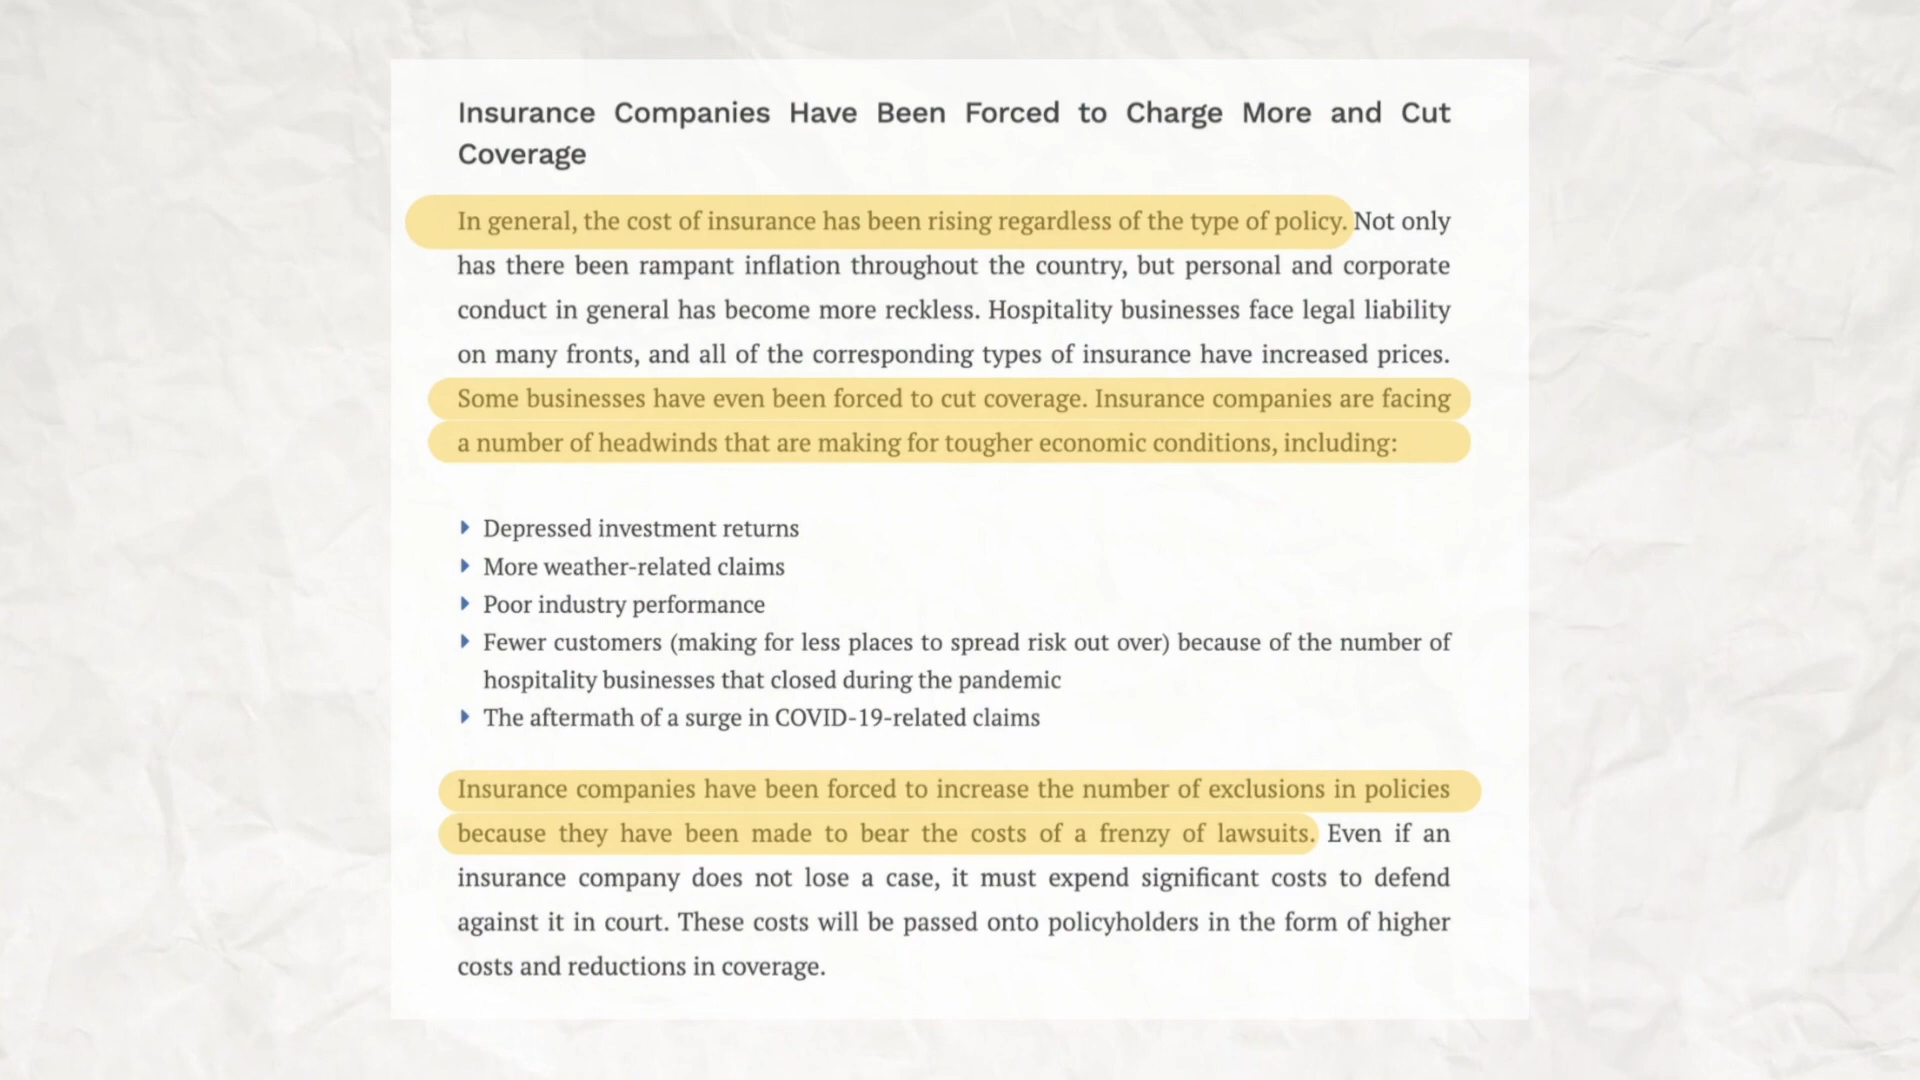 Insurance Companies Have Been Forced to Charge More and Cut
Coverage
In general, the cost of insurance has been rising regardless of the type of policy. Not only
has there been rampant inflation throughout the country, but personal and corporate
conduct in general has become more reckless. Hospitality businesses face legal liability
on many fronts, and all of the corresponding types of insurance have increased prices.
Some businesses have even been forced to cut coverage. Insurance companies are facing
a number of headwinds that are making for tougher economic conditions, including:
Depressed investment returns
More weather-related claims
Poor industry performance
Fewer customers (making for less places to spread risk out over) because of the number of
hospitality businesses that closed during the pandemic
The aftermath of a surge in COVID-19-related claims
Insurance companies have been forced to increase the number of exclusions in policies
because they have been made to bear the costs of a frenzy of lawsuits. Even if an
insurance company does not lose a case, it must expend significant costs to defend
against it in court. These costs will be passed onto policyholders in the form of higher
costs and reductions in coverage.